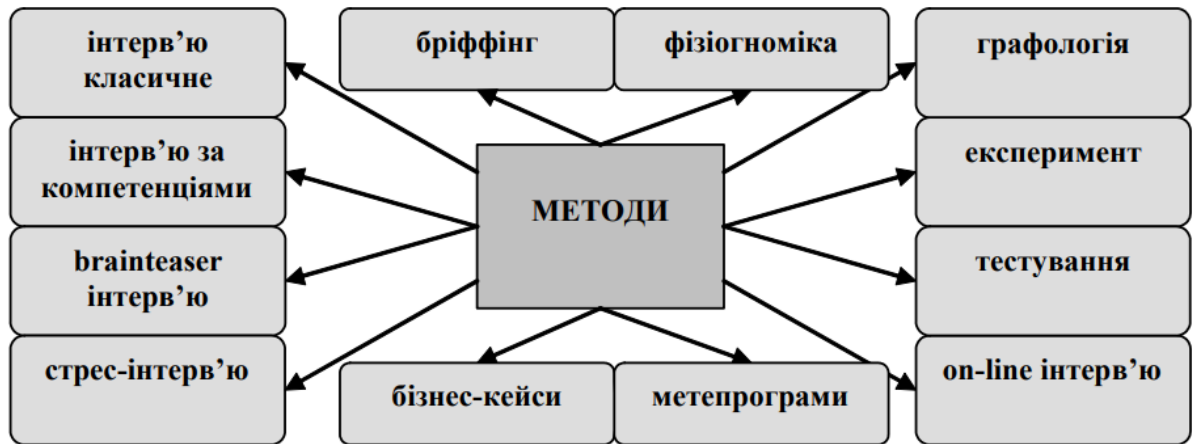 інтерв’ю
класичне
бріффінг
фізіогноміка
графологія
інтерв’ю за
компетенціями
експеримент
МЕТОДИ
brainteaser
інтерв’ю
тестування
стрес-інтерв’ю
бізнес-кейси
метепрограми
on-line інтерв’ю